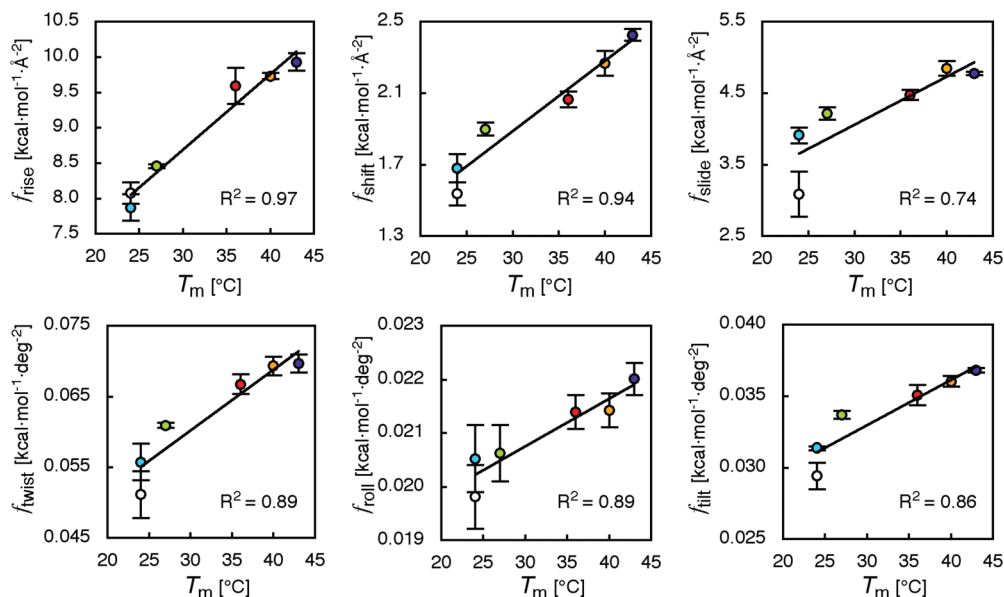 f_rise [kcal·mol⁻¹·Å⁻²]
10.5
10.0
9.5
9.0
8.5
8.0
7.5
R² = 0.97
20 25 30 35 40 45
T_m [°C]
f_shift [kcal·mol⁻¹·Å⁻²]
2.5
2.1
1.7
1.3
R² = 0.94
20 25 30 35 40 45
T_m [°C]
f_slide [kcal·mol⁻¹·Å⁻²]
5.5
4.5
3.5
2.5
R² = 0.74
20 25 30 35 40 45
T_m [°C]
f_twist [kcal·mol⁻¹·deg⁻²]
0.075
0.065
0.055
0.045
R² = 0.89
20 25 30 35 40 45
T_m [°C]
f_roll [kcal·mol⁻¹·deg⁻²]
0.023
0.022
0.021
0.020
0.019
R² = 0.89
20 25 30 35 40 45
T_m [°C]
f_tilt [kcal·mol⁻¹·deg⁻²]
0.040
0.035
0.030
0.025
R² = 0.86
20 25 30 35 40 45
T_m [°C]